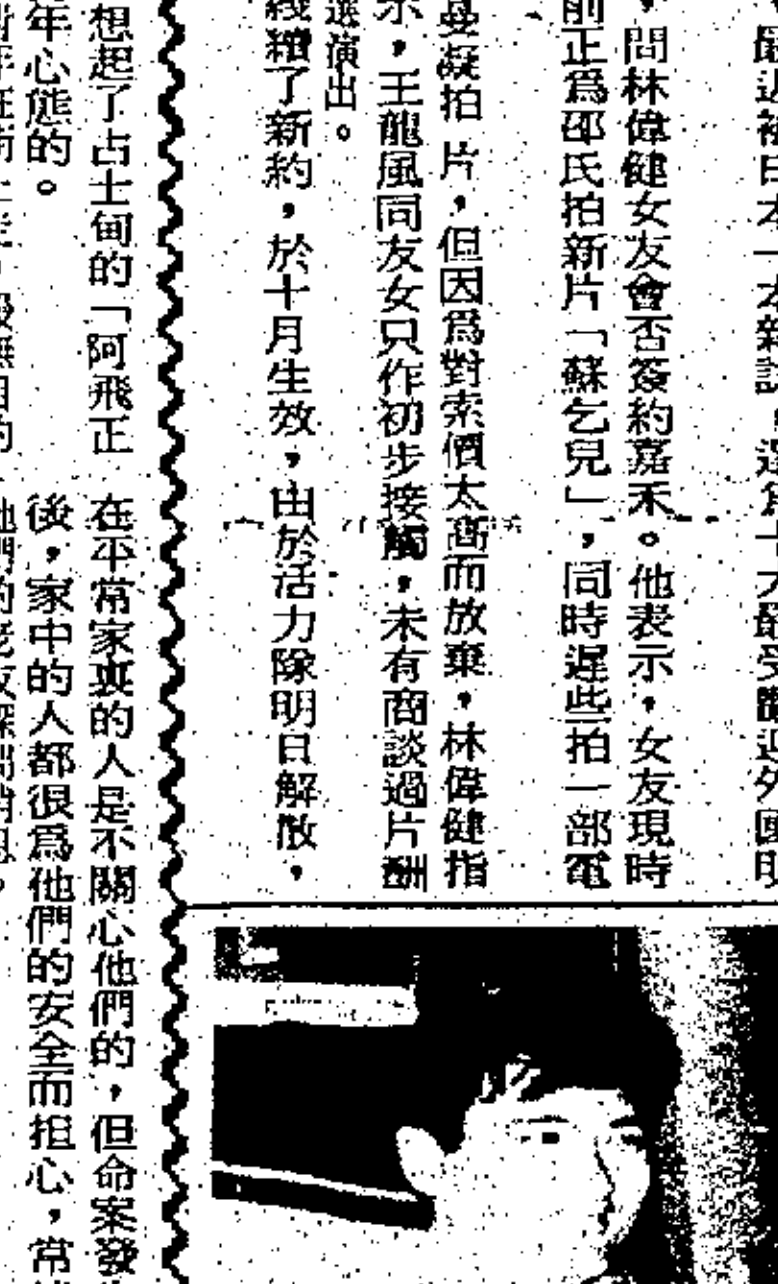 最近被日本一本雜誌,選爲十大最受歡迎外國明
,問林偉健女友會否簽約嘉禾。他表示,女友現時
前正爲邵氏拍新片「蘇乞兒」,同時遲些拍一部電
曼凝拍 片,但因爲對索價太高而放棄,林偉健指
示,王龍風同友女只作初步接觸,未有商談過片酬
選演出。
綫續了新約,於十月生效,由於活力隊明日解散,
想起了占士甸的「阿飛正
年心態的。
在平常家裏的人是不關心他們的,但命案發
後,家中的人都很爲他們的安全而担心,常
他們的老友